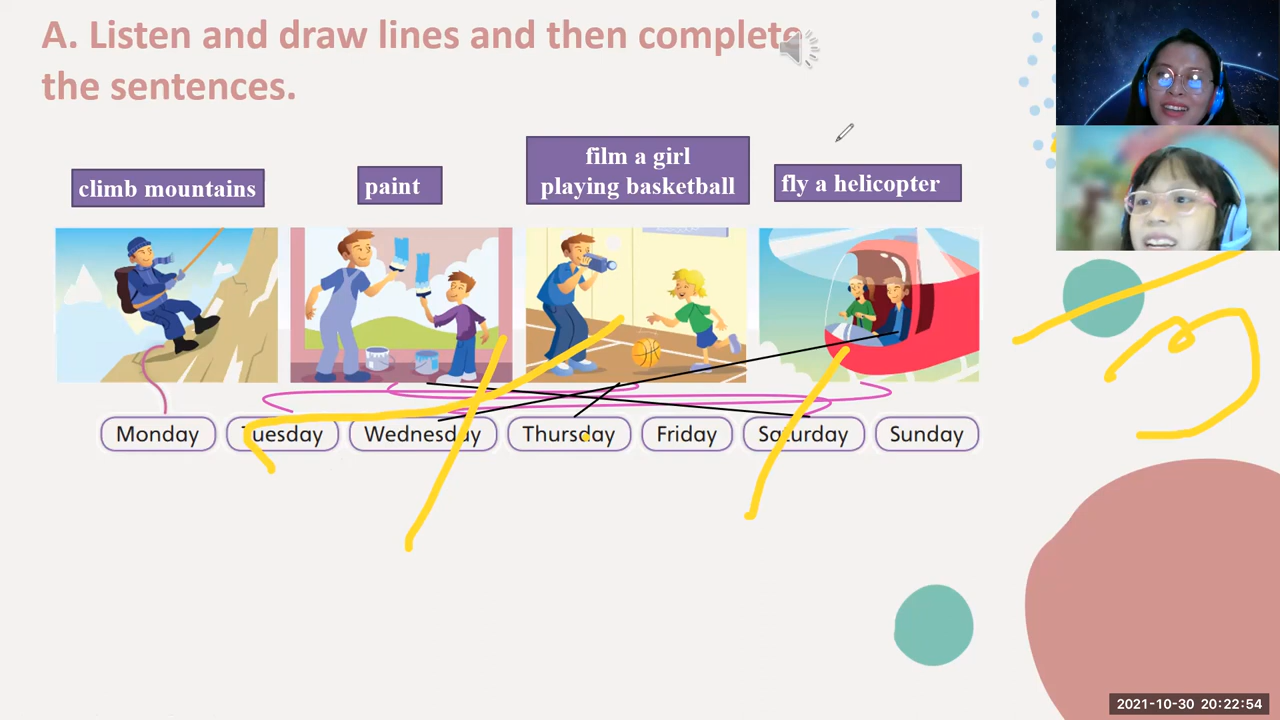 A. Listen and draw lines and then complete
the sentences.
climb mountains
paint
film a girl
playing basketball
fly a helicopter
Monday
Tuesday
Wednesday
Thursday
Friday
Saturday
Sunday
2021-10-30 20:22:54